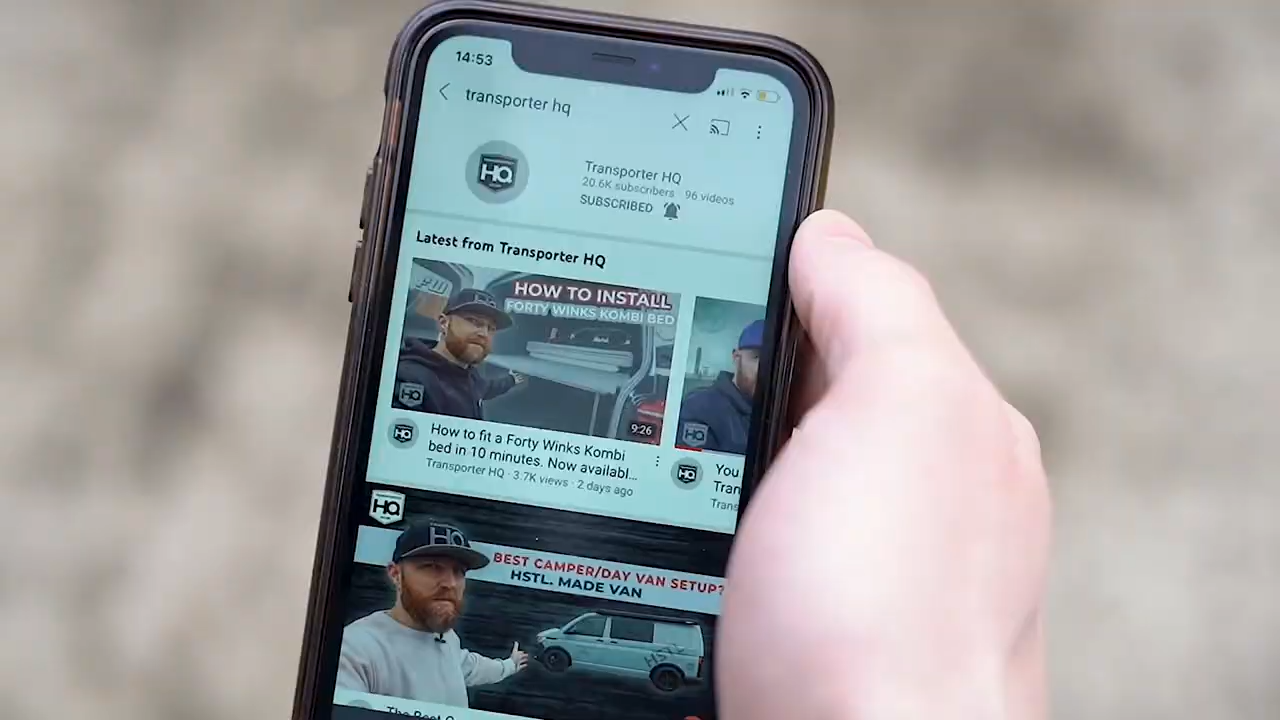 14:53
transporter hq
HQ
Transporter HQ
20.6K subscribers 96 videos
SUBSCRIBED
Latest from Transporter HQ
HOW TO INSTALL
FORTY WINKS KOMBI BED
HQ
9:26
HQ
HQ
How to fit a Forty Winks Kombi
bed in 10 minutes. Now availabl...
Transporter HQ · 3.7K views · 2 days ago
HQ
You
Tran
Trans
HQ
HQ
BEST CAMPER/DAY VAN SETUP?
HSTL. MADE VAN
HSTL